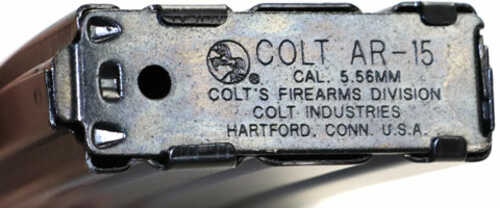 COLT AR-15
CAL. 5.56MM
COLT'S FIREARMS DIVISION
COLT INDUSTRIES
HARTFORD, CONN. U.S.A.